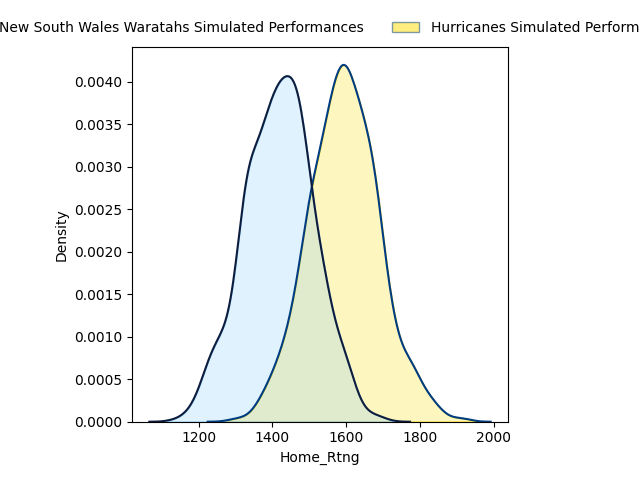 New South Wales Waratahs Simulated Performances Hurricanes Simulated Perform
0.0040
0.0035
0.0030
0.0025
0.0020
0.0015
0.0010
0.0005
0.0000
Density
1200 1400 1600 1800 2000
Home_Rtng